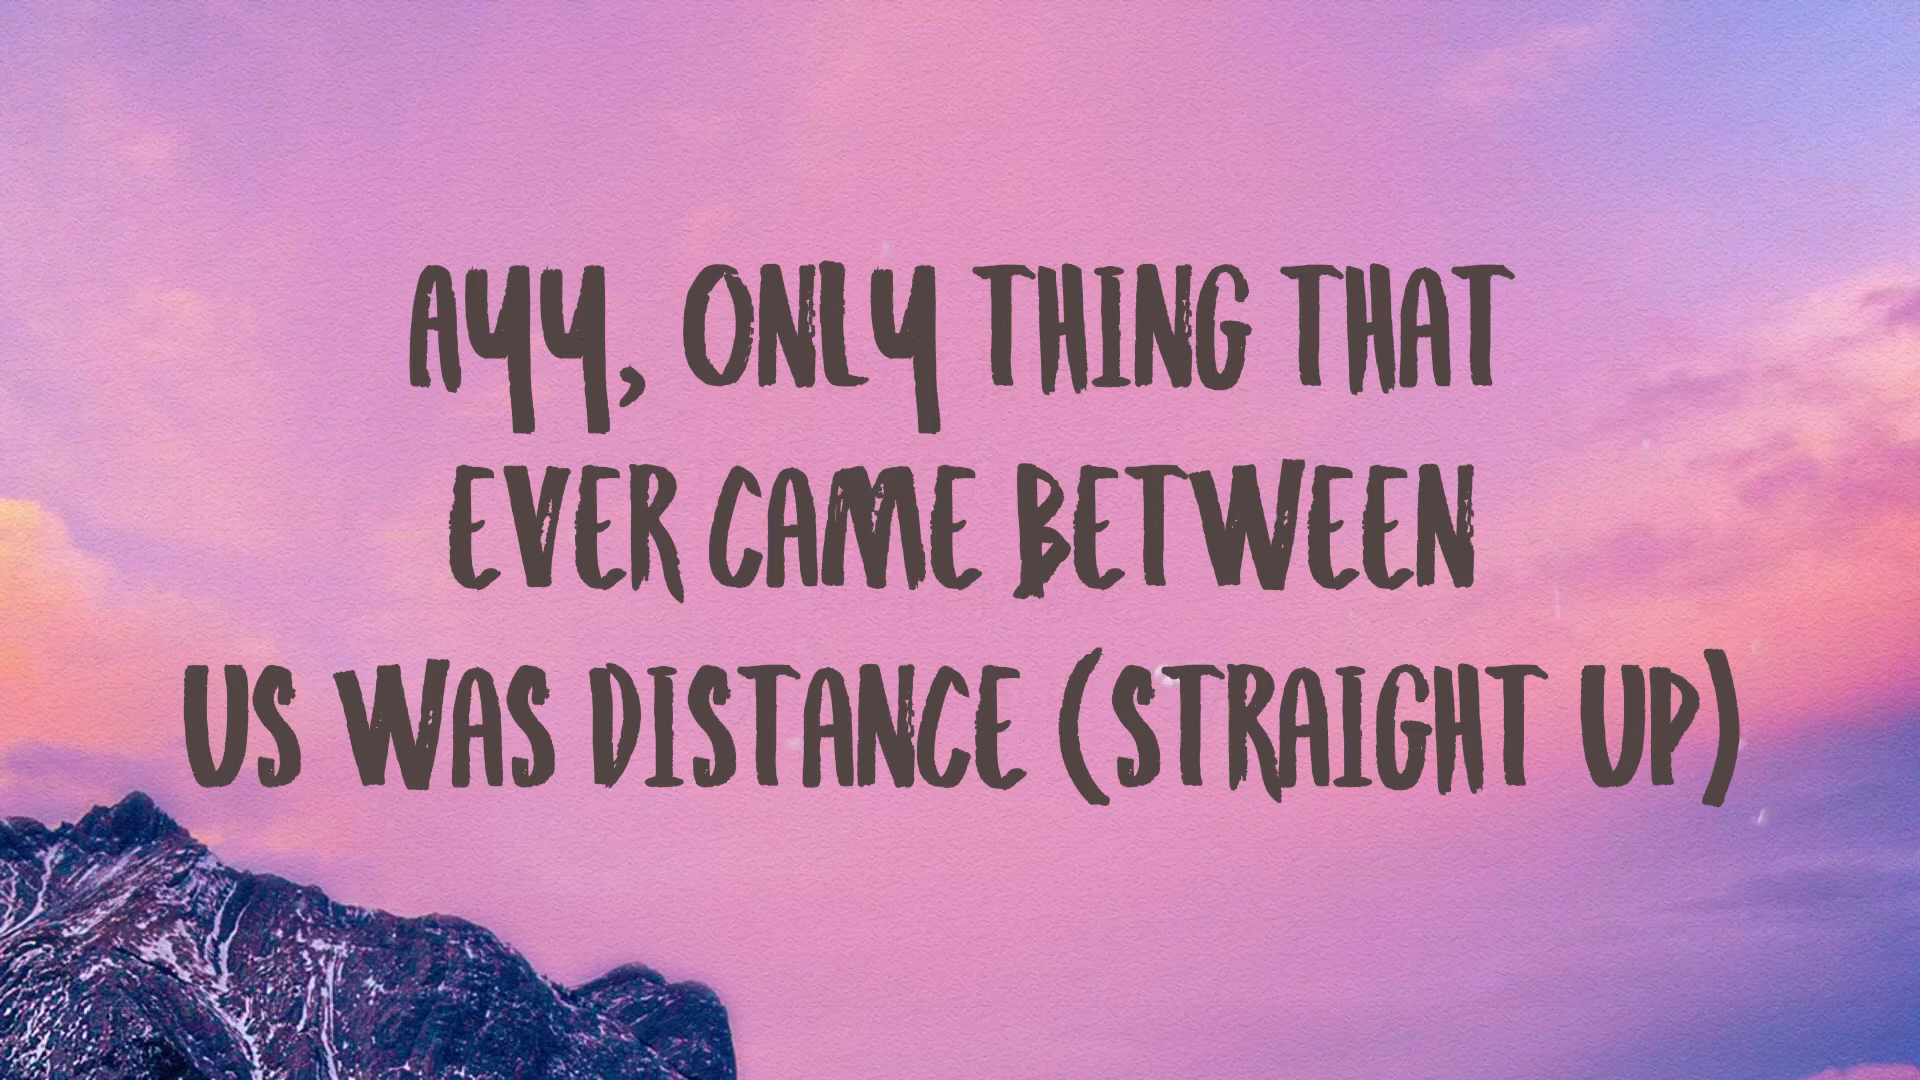 AYY, ONLY THING THAT
EVER CAME BETWEEN
US WAS DISTANCE (STRAIGHT UP)